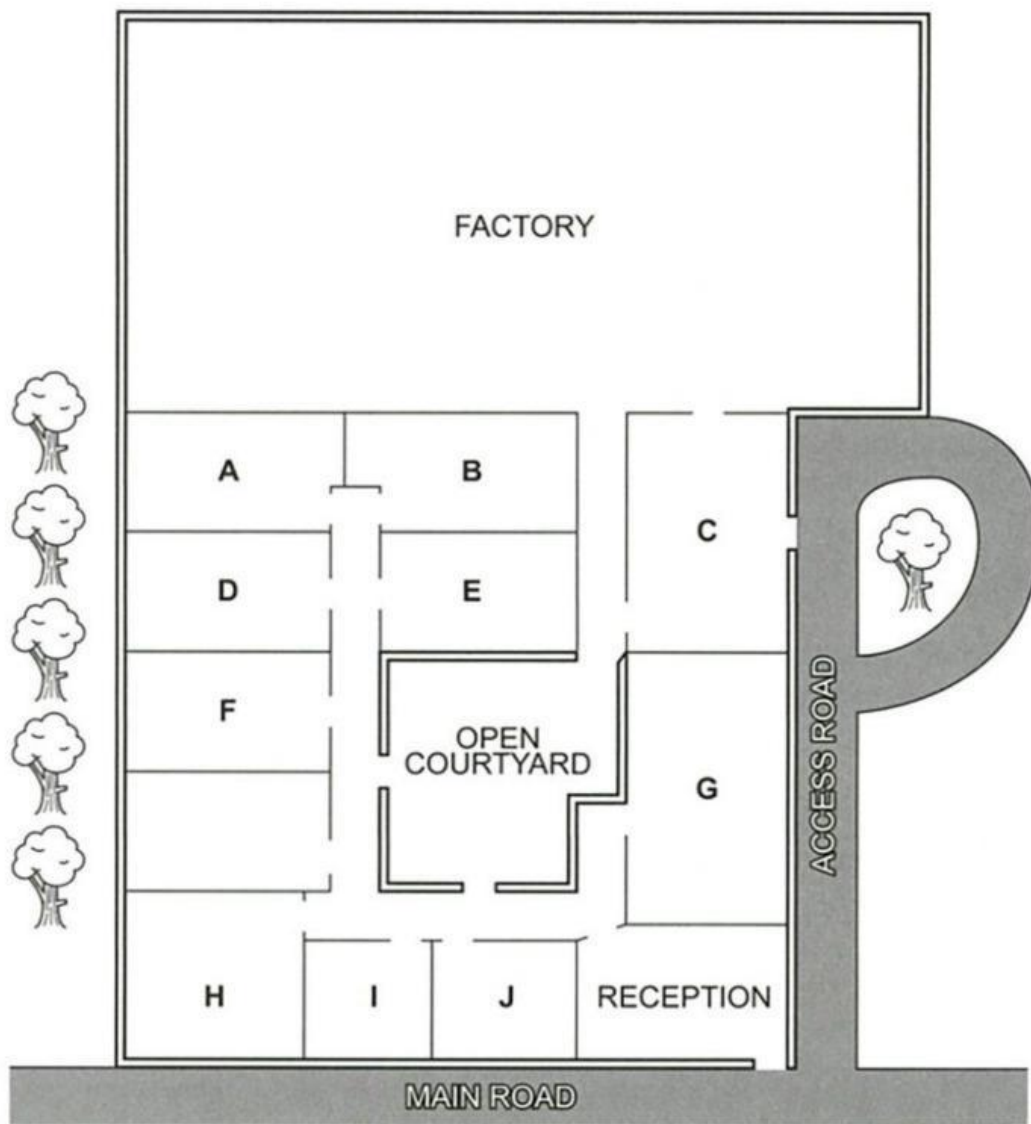 FACTORY
A
B
C
D
E
F
OPEN
COURTYARD
G
ACCESS ROAD
H
I
J
RECEPTION
MAIN ROAD